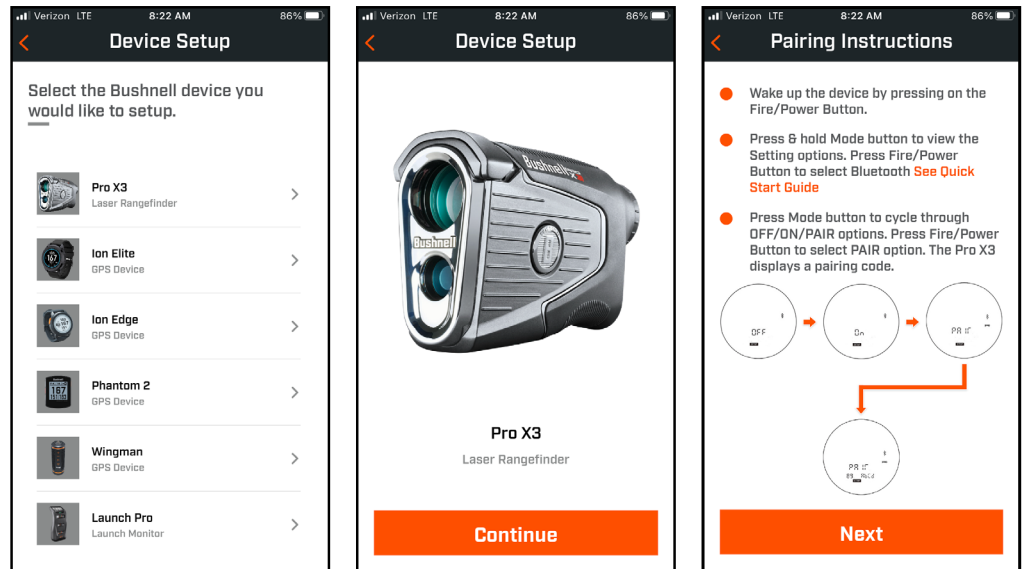 Verizon LTE 8:22 AM 86%
Device Setup
Select the Bushnell device you
would like to setup.
Pro X3
Laser Rangefinder
Ion Elite
GPS Device
Ion Edge
GPS Device
Phantom 2
GPS Device
Wingman
GPS Device
Launch Pro
Launch Monitor
Verizon LTE 8:22 AM 86%
Device Setup
Bushnell X3
Bushnell
Pro X3
Laser Rangefinder
Continue
Verizon LTE 8:22 AM 86%
Pairing Instructions
Wake up the device by pressing on the
Fire/Power Button.
Press & hold Mode button to view the
Setting options. Press Fire/Power
Button to select Bluetooth See Quick
Start Guide
Press Mode button to cycle through
OFF/ON/PAIR options. Press Fire/Power
Button to select PAIR option. The Pro X3
displays a pairing code.
OFF
On
PAIr
PAIr
Next